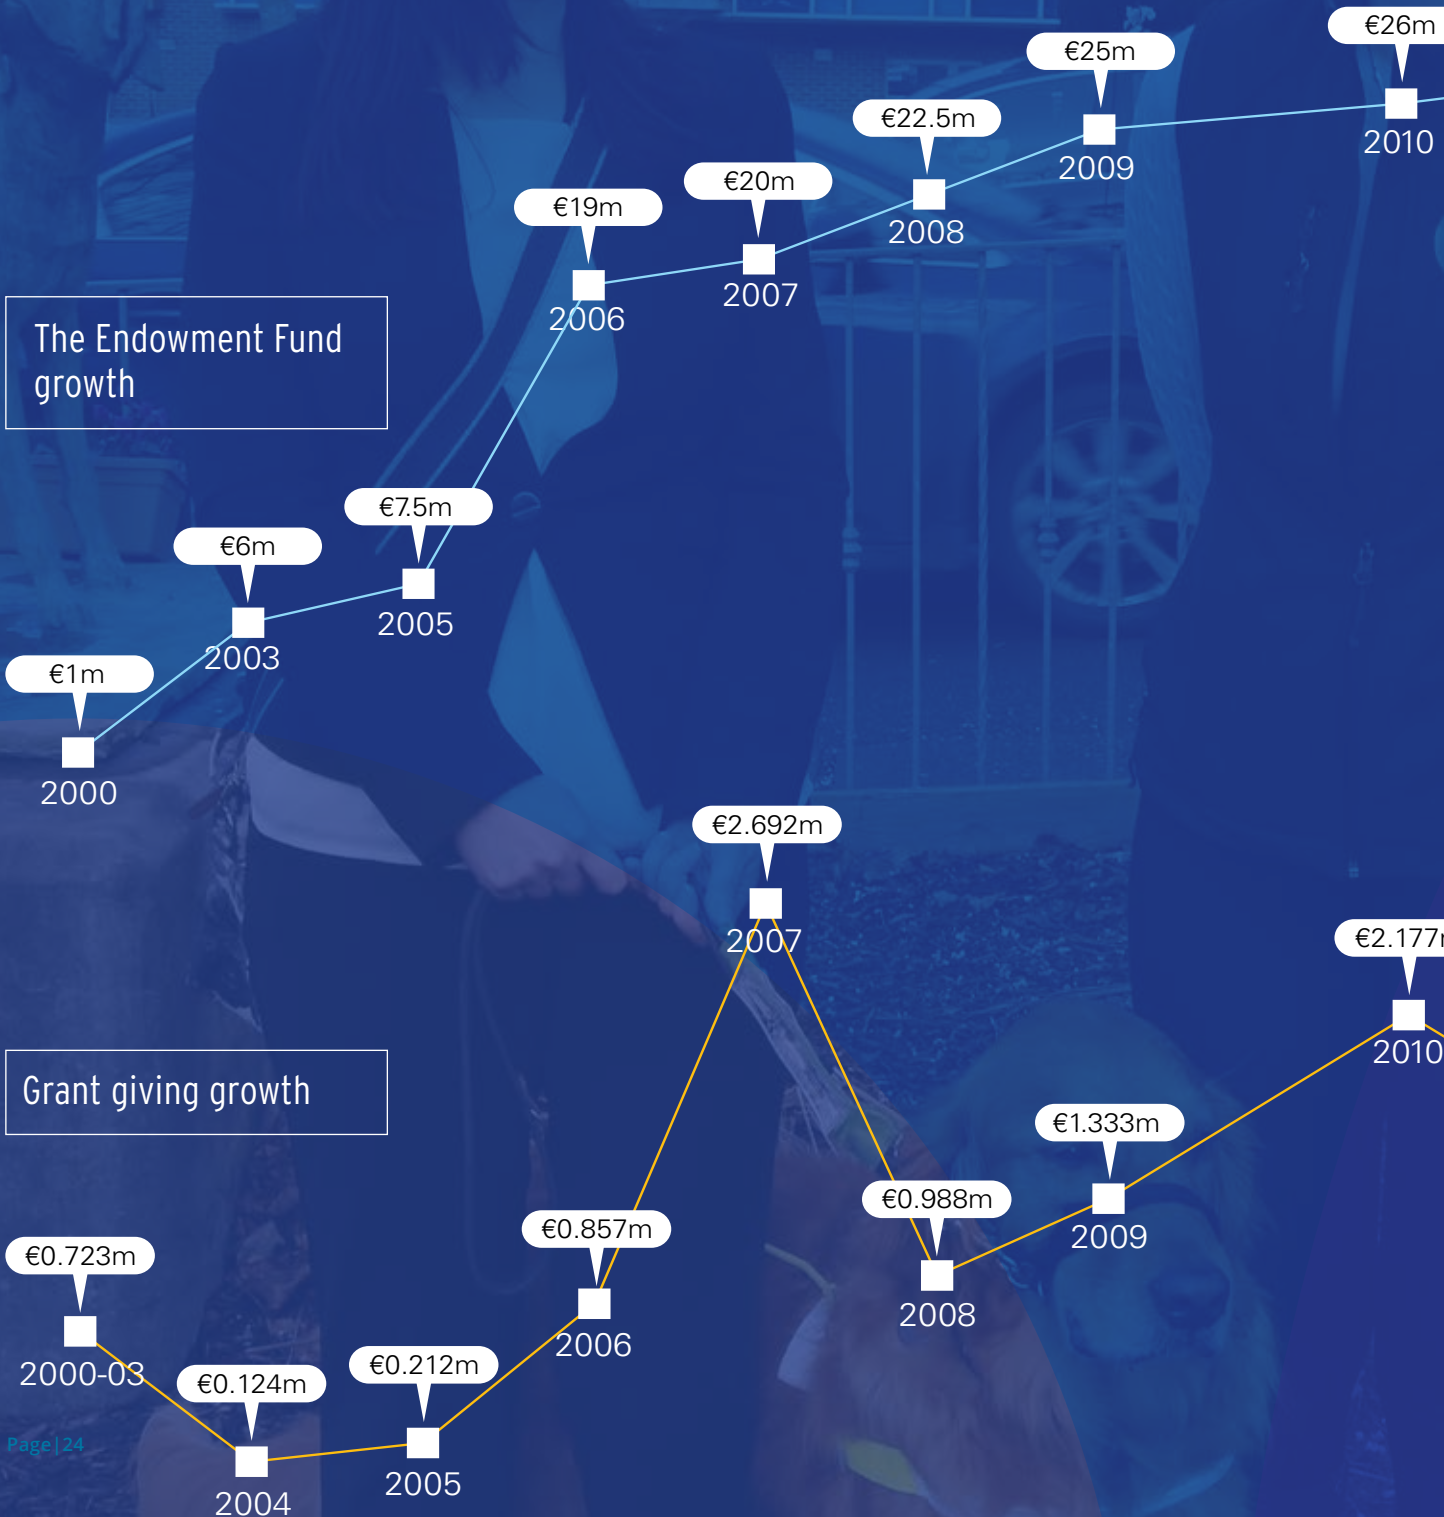 €26m
€25m
2010
€22.5m
2009
€20m
2008
€19m
2007
2006
The Endowment Fund
growth
€7.5m
€6m
2005
2003
€1m
2000
€2.692m
2007
€2.177
2010
Grant giving growth
€1.333m
€0.988m
2009
€0.857m
€0.723m
2008
2006
2000-03
€0.212m
€0.124m
Page|24
2005
2004